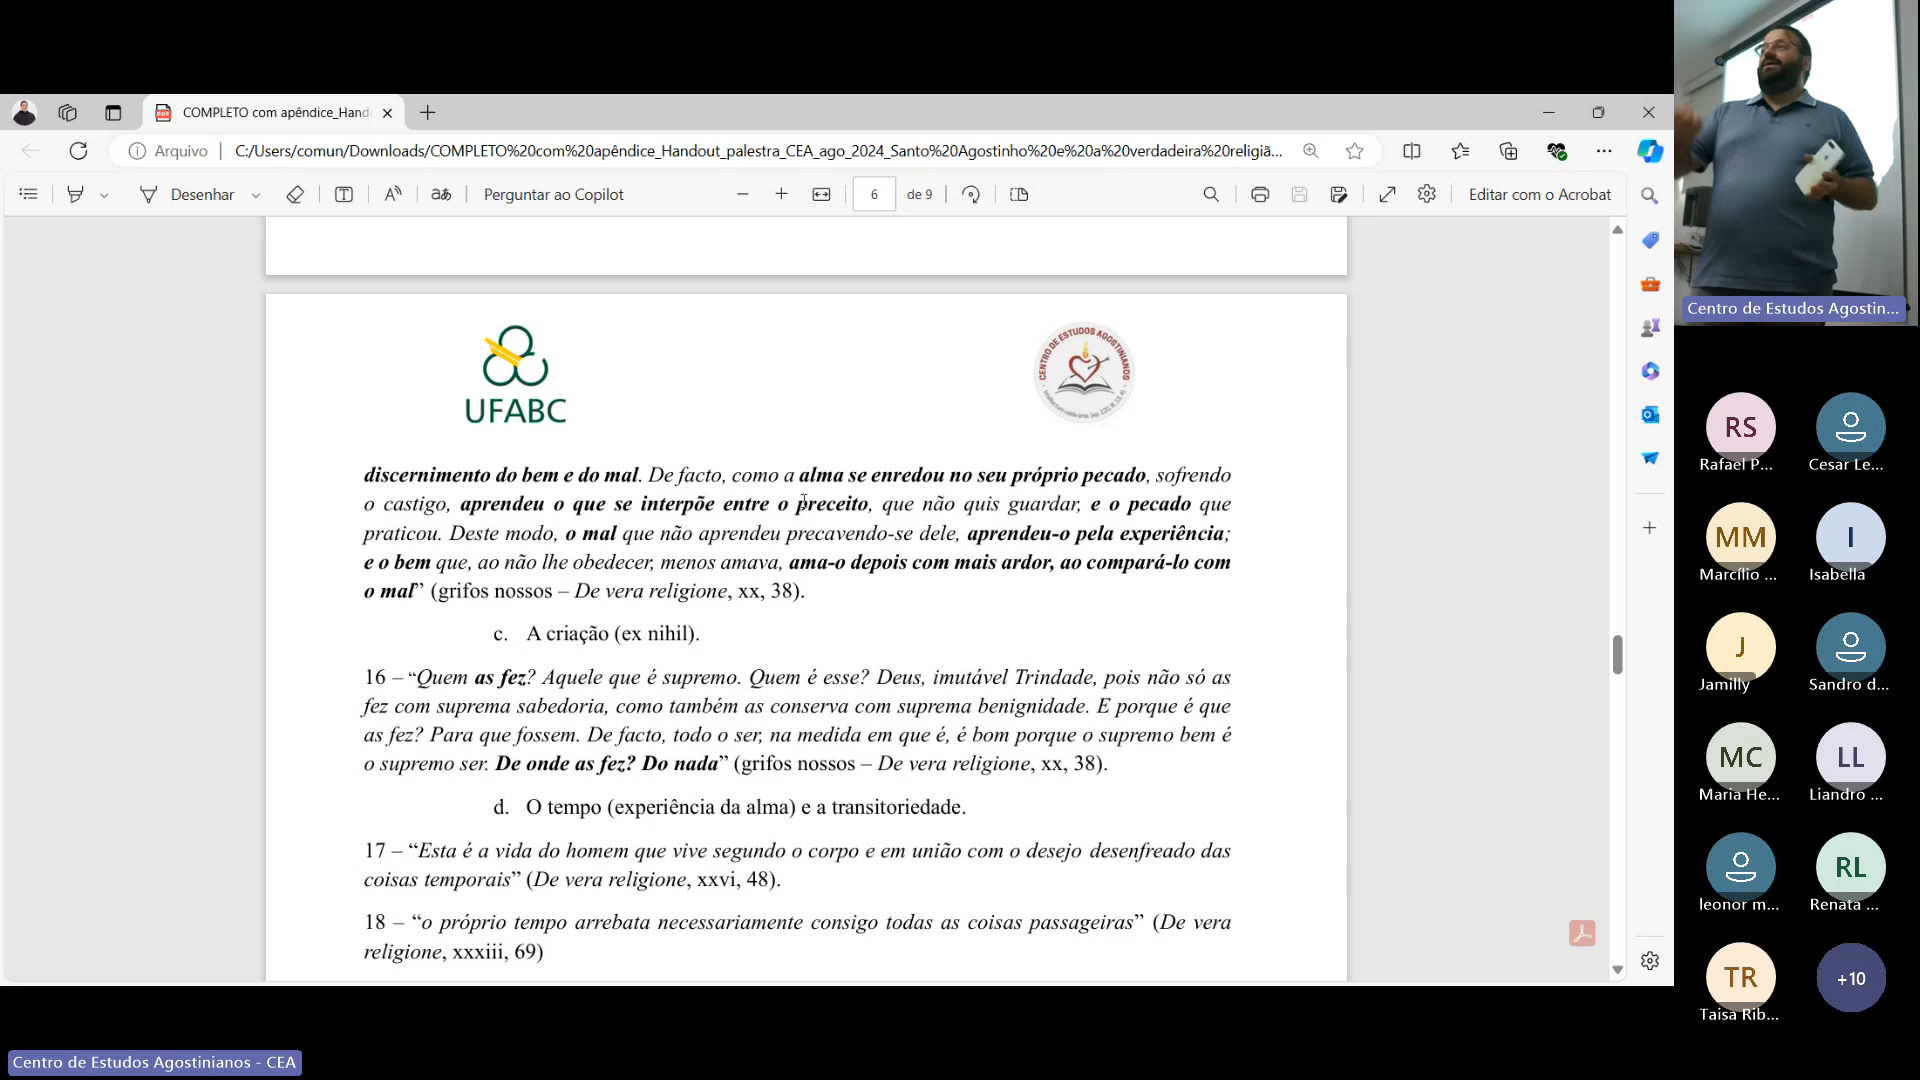 COMPLETO com apêndice_Hand
Arquivo
C:/Users/comun/Downloads/COMPLETO%20com%20apêndice_Handout_palestra_CEA_ago_2024_Santo%20Agostinho%20e%20a%20verdadeira%20religiã...
Desenhar
Perguntar ao Copilot
6
de 9
Editar com o Acrobat
UFABC
CENTRO DE ESTUDOS AGOSTINIANOS
discernimento do bem e do mal. De facto, como a alma se enredou no seu próprio pecado, sofrendo
o castigo, aprendeu o que se interpõe entre o preceito, que não quis guardar, e o pecado que
praticou. Deste modo, o mal que não aprendeu precavendo-se dele, aprendeu-o pela experiência;
e o bem que, ao não lhe obedecer, menos amava, ama-o depois com mais ardor, ao compará-lo com
o mal” (grifos nossos – De vera religione, xx, 38).
c. A criação (ex nihil).
16 – “Quem as fez? Aquele que é supremo. Quem é esse? Deus, imutável Trindade, pois não só as
fez com suprema sabedoria, como também as conserva com suprema benignidade. E porque é que
as fez? Para que fossem. De facto, todo o ser, na medida em que é, é bom porque o supremo bem é
o supremo ser. De onde as fez? Do nada” (grifos nossos – De vera religione, xx, 38).
d. O tempo (experiência da alma) e a transitoriedade.
17 – “Esta é a vida do homem que vive segundo o corpo e em união com o desejo desenfreado das
coisas temporais” (De vera religione, xxvi, 48).
18 – “o próprio tempo arrebata necessariamente consigo todas as coisas passageiras” (De vera
religione, xxxiii, 69)
Centro de Estudos Agostin...
RS
Rafael P...
Cesar Le...
MM
Marcílio ...
I
Isabella
J
Jamilly
Sandro d...
MC
Maria He...
LL
Liandro ...
leonor m...
RL
Renata ...
TR
Taisa Rib...
+10
Centro de Estudos Agostinianos - CEA